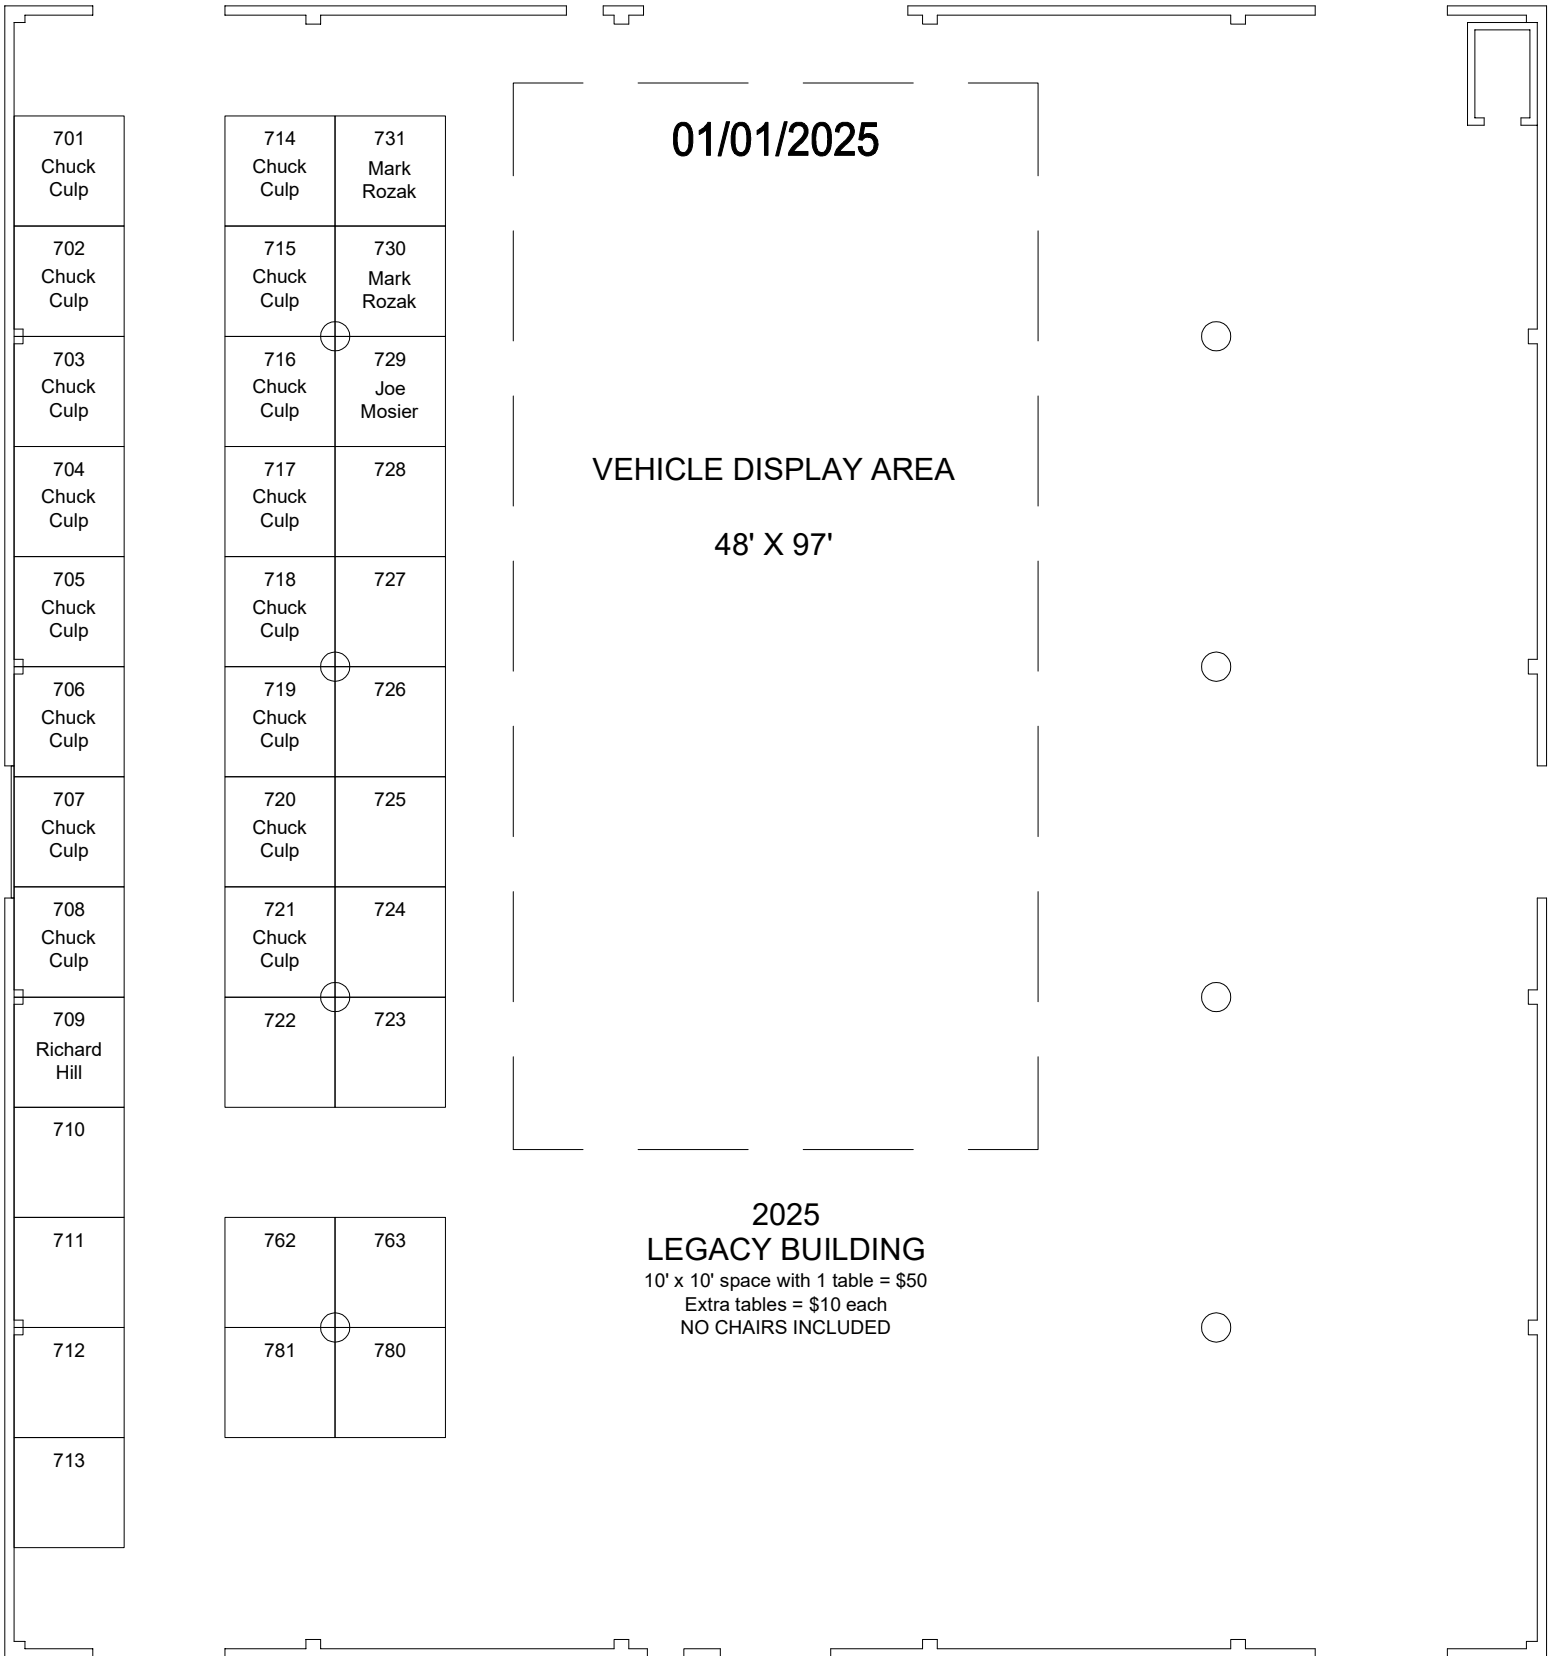 01/01/2025
701
Chuck
Culp
702
Chuck
Culp
703
Chuck
Culp
704
Chuck
Culp
705
Chuck
Culp
706
Chuck
Culp
707
Chuck
Culp
708
Chuck
Culp
709
Richard
Hill
710
711
712
713
714
Chuck
Culp
715
Chuck
Culp
716
Chuck
Culp
717
Chuck
Culp
718
Chuck
Culp
719
Chuck
Culp
720
Chuck
Culp
721
Chuck
Culp
722
731
Mark
Rozak
730
Mark
Rozak
729
Joe
Mosier
728
727
726
725
724
723
762
763
781
780
VEHICLE DISPLAY AREA
48' X 97'
2025
LEGACY BUILDING
10' x 10' space with 1 table = $50
Extra tables = $10 each
NO CHAIRS INCLUDED